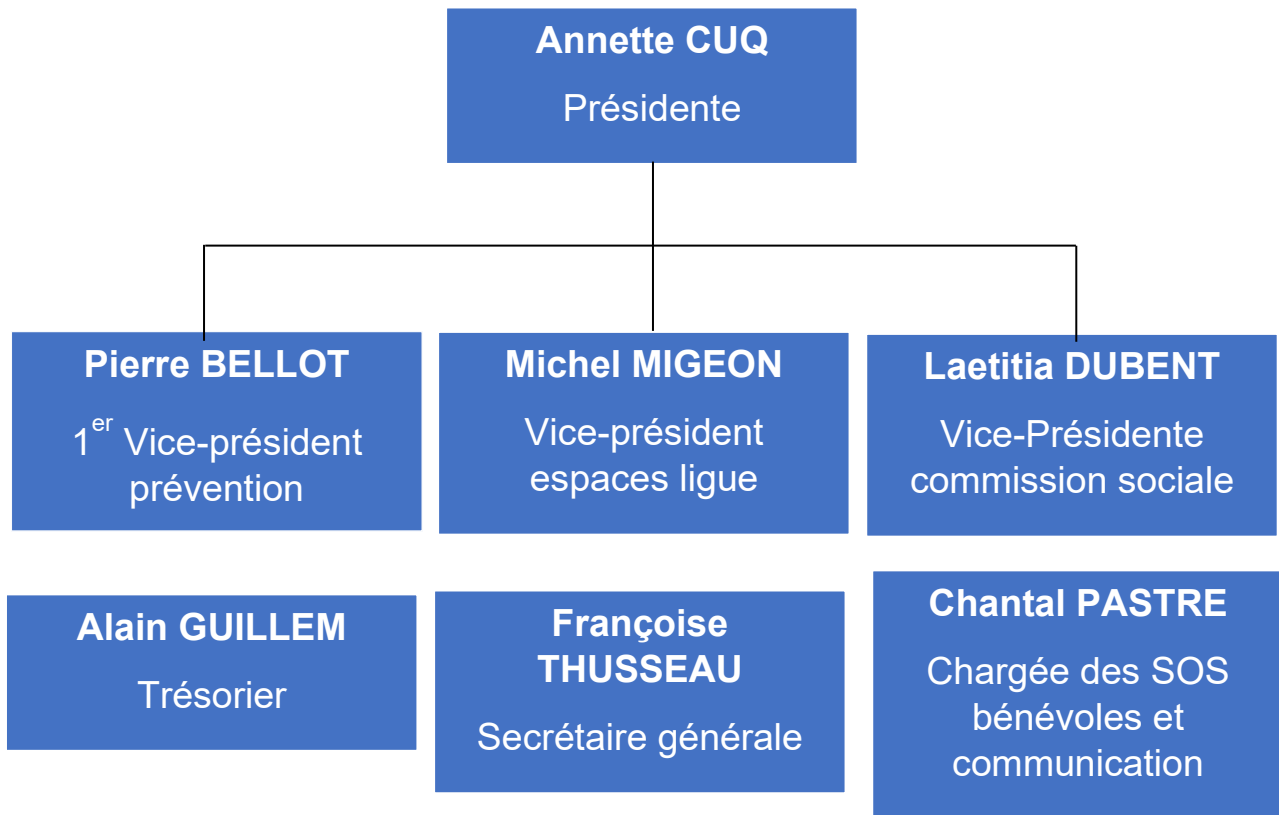 Annette CUQ
Présidente
Pierre BELLOT
1er Vice-président
prévention
Michel MIGEON
Vice-président
espaces ligue
Laetitia DUBENT
Vice-Présidente
commission sociale
Alain GUILLEM
Trésorier
Françoise
THUSSEAU
Secrétaire générale
Chantal PASTRE
Chargée des SOS
bénévoles et
communication